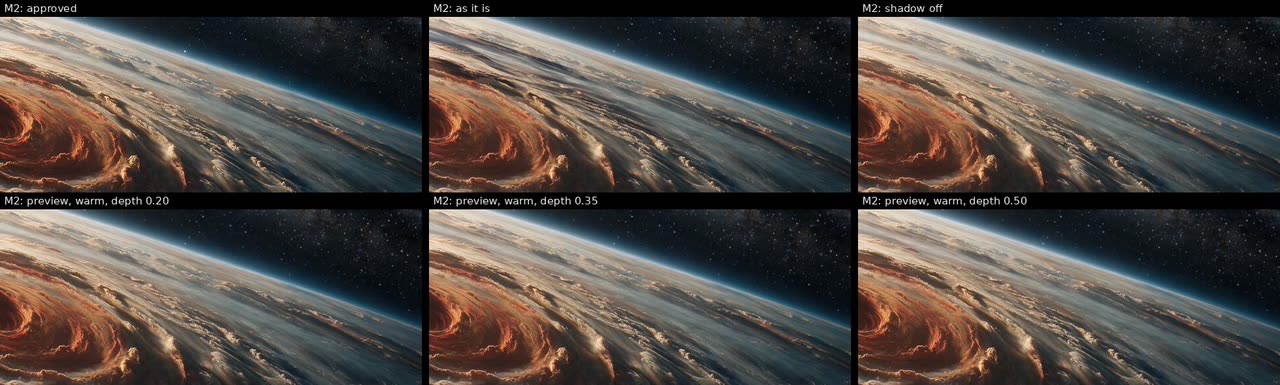 M2: approved
M2: as it is
M2: shadow off
M2: preview, warm, depth 0.20
M2: preview, warm, depth 0.35
M2: preview, warm, depth 0.50